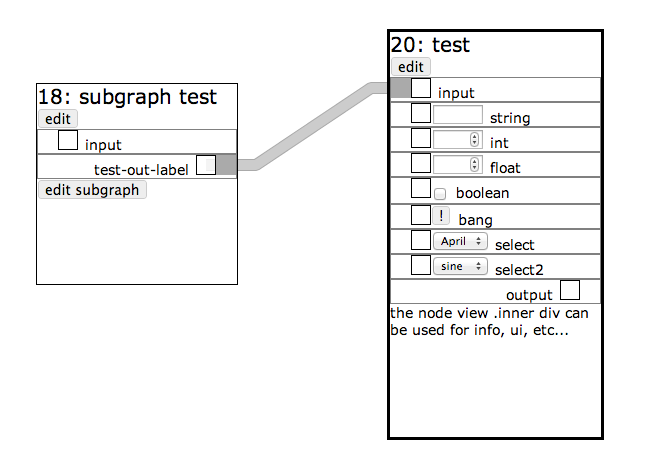 18: subgraph test
edit
input
test-out-label
edit subgraph
20: test
edit
input
string
int
float
boolean
! bang
April select
sine select2
output
the node view .inner div can
be used for info, ui, etc...